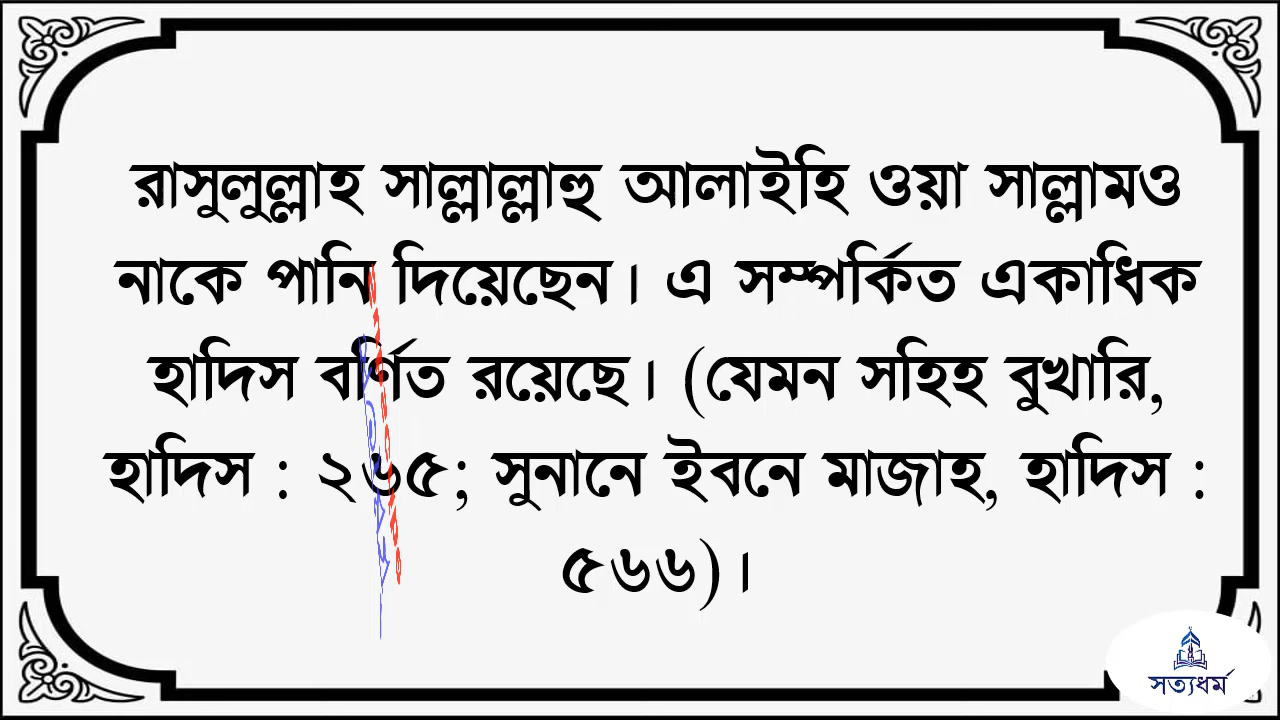 রাসুলুল্লাহ সাল্লাল্লাহু আলাইহি ওয়া সাল্লামও
নাকে পানি দিয়েছেন। এ সম্পর্কিত একাধিক
হাদিস বর্ণিত রয়েছে। (যেমন সহিহ বুখারি,
হাদিস : ২৬৫; সুনানে ইবনে মাজাহ, হাদিস :
৫৬৬)।
সত্যধর্ম